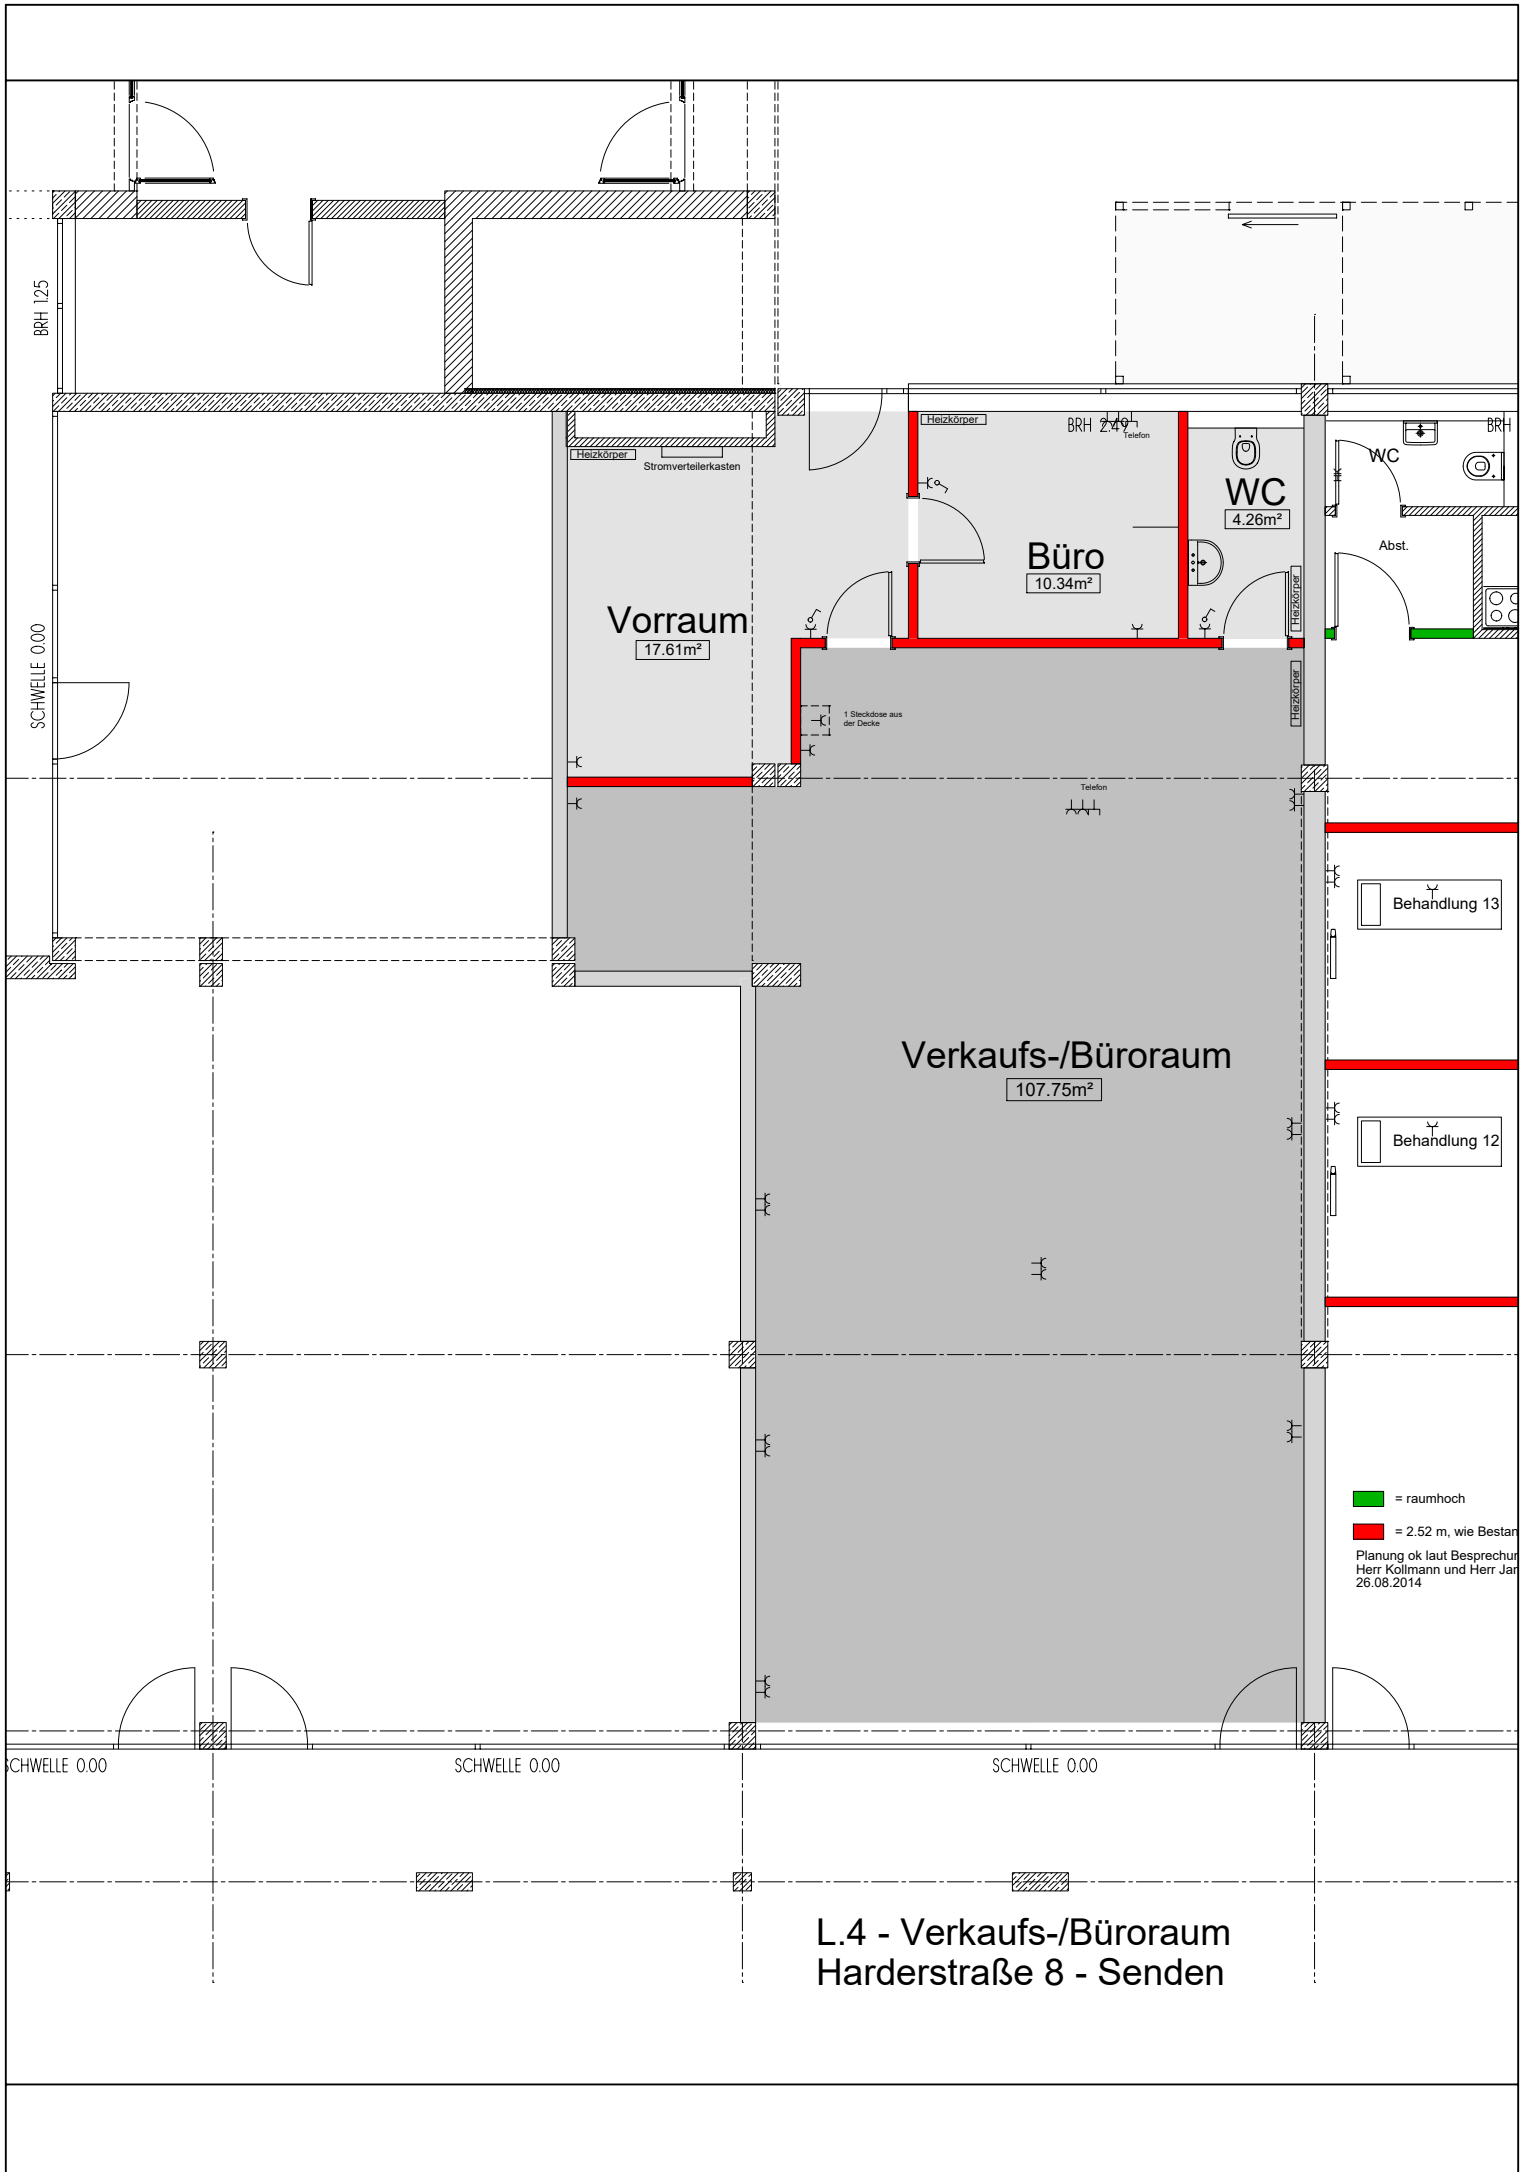 BRH 1.25
Heizkörper
BRH 2.49
Telefon
BRH
Heizkörper
Stromverteilerkasten
WC
4.26m²
WC
HK
Abst.
Büro
10.34m²
Heizkörper
Vorraum
17.61m²
SCHWELLE 0.00
Heizkörper
1 Steckdose aus
der Decke
Telefon
Behandlung 13
Verkaufs-/Büroraum
107.75m²
Behandlung 12
= raumhoch
= 2.52 m, wie Bestan
Planung ok laut Besprechun
Herr Kollmann und Herr Jan
26.08.2014
SCHWELLE 0.00
SCHWELLE 0.00
SCHWELLE 0.00
L.4 - Verkaufs-/Büroraum
Harderstraße 8 - Senden